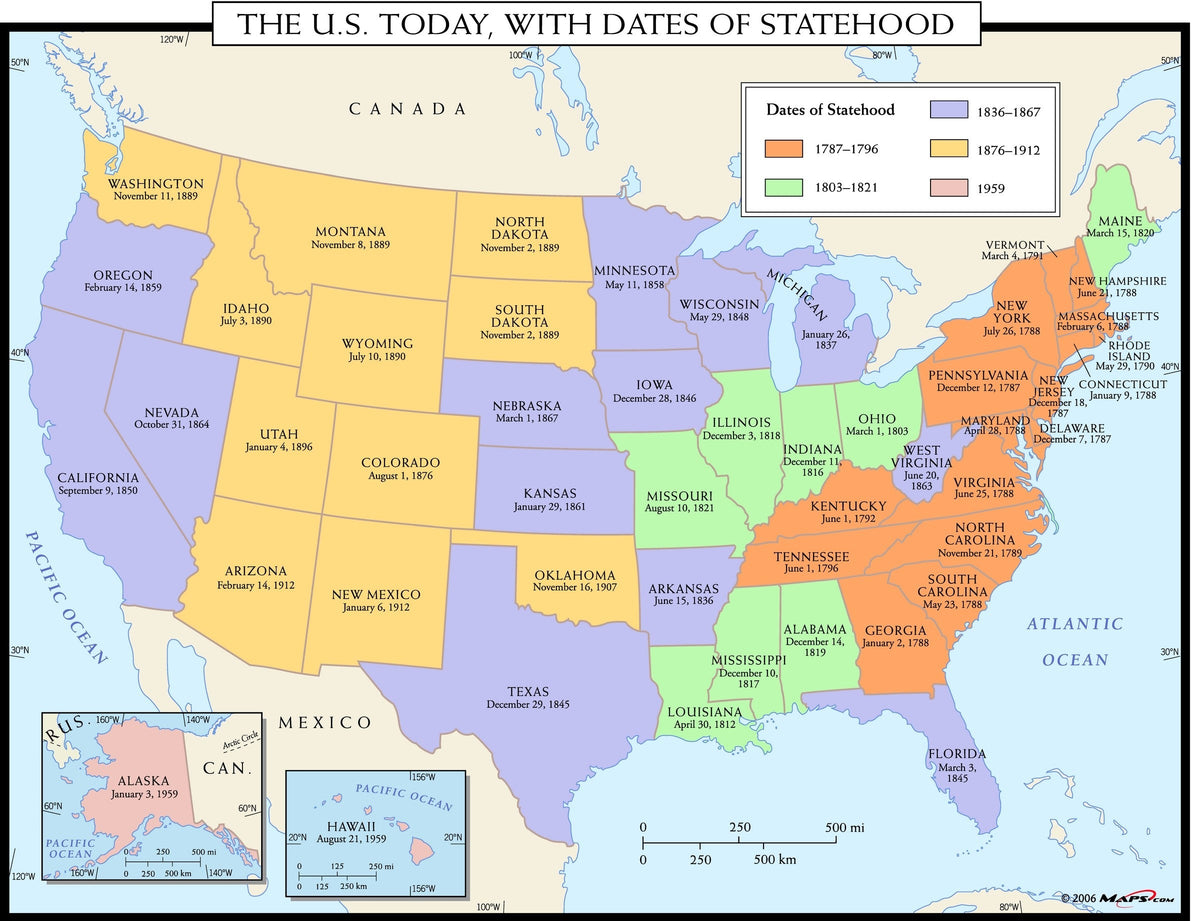 THE U.S. TODAY, WITH DATES OF STATEHOOD
120°W
100°W
80°W
50°N
50°N
CANADA
Dates of Statehood
1787–1796
1803–1821
1836–1867
1876–1912
1959
WASHINGTON
November 11, 1889
MONTANA
November 8, 1889
NORTH
DAKOTA
November 2, 1889
MINNESOTA
May 11, 1858
MICHIGAN
January 26,
1837
VERMONT
March 4, 1791
MAINE
March 15, 1820
OREGON
February 14, 1859
IDAHO
July 3, 1890
SOUTH
DAKOTA
November 2, 1889
WISCONSIN
May 29, 1848
NEW
YORK
July 26, 1788
NEW HAMPSHIRE
June 21, 1788
MASSACHUSETTS
February 6, 1788
RHODE
ISLAND
May 29, 1790
CONNECTICUT
January 9, 1788
40°N
40°N
WYOMING
July 10, 1890
NEBRASKA
March 1, 1867
IOWA
December 28, 1846
PENNSYLVANIA
December 12, 1787
NEW
JERSEY
December 18,
1787
NEVADA
October 31, 1864
UTAH
January 4, 1896
COLORADO
August 1, 1876
ILLINOIS
December 3, 1818
INDIANA
December 11,
1816
OHIO
March 1, 1803
MARYLAND
April 28, 1788
DELAWARE
December 7, 1787
WEST
VIRGINIA
June 20,
1863
CALIFORNIA
September 9, 1850
KANSAS
January 29, 1861
MISSOURI
August 10, 1821
KENTUCKY
June 1, 1792
VIRGINIA
June 25, 1788
PACIFIC OCEAN
ARIZONA
February 14, 1912
NEW MEXICO
January 6, 1912
OKLAHOMA
November 16, 1907
ARKANSAS
June 15, 1836
TENNESSEE
June 1, 1796
NORTH
CAROLINA
November 21, 1789
SOUTH
CAROLINA
May 23, 1788
30°N
30°N
TEXAS
December 29, 1845
LOUISIANA
April 30, 1812
MISSISSIPPI
December 10,
1817
ALABAMA
December 14,
1819
GEORGIA
January 2, 1788
ATLANTIC
OCEAN
MEXICO
FLORIDA
March 3,
1845
RUS.
160°W
140°W
Arctic Circle
CAN.
ALASKA
January 3, 1959
60°N
60°N
PACIFIC
OCEAN
0 250 500 mi
0 250 500 km
160°W
140°W
156°W
PACIFIC OCEAN
HAWAII
August 21, 1959
20°N
20°N
0 125 250 mi
0 125 250 km
156°W
0 250 500 mi
0 250 500 km
120°W
100°W
80°W
© 2006 MAPS.COM